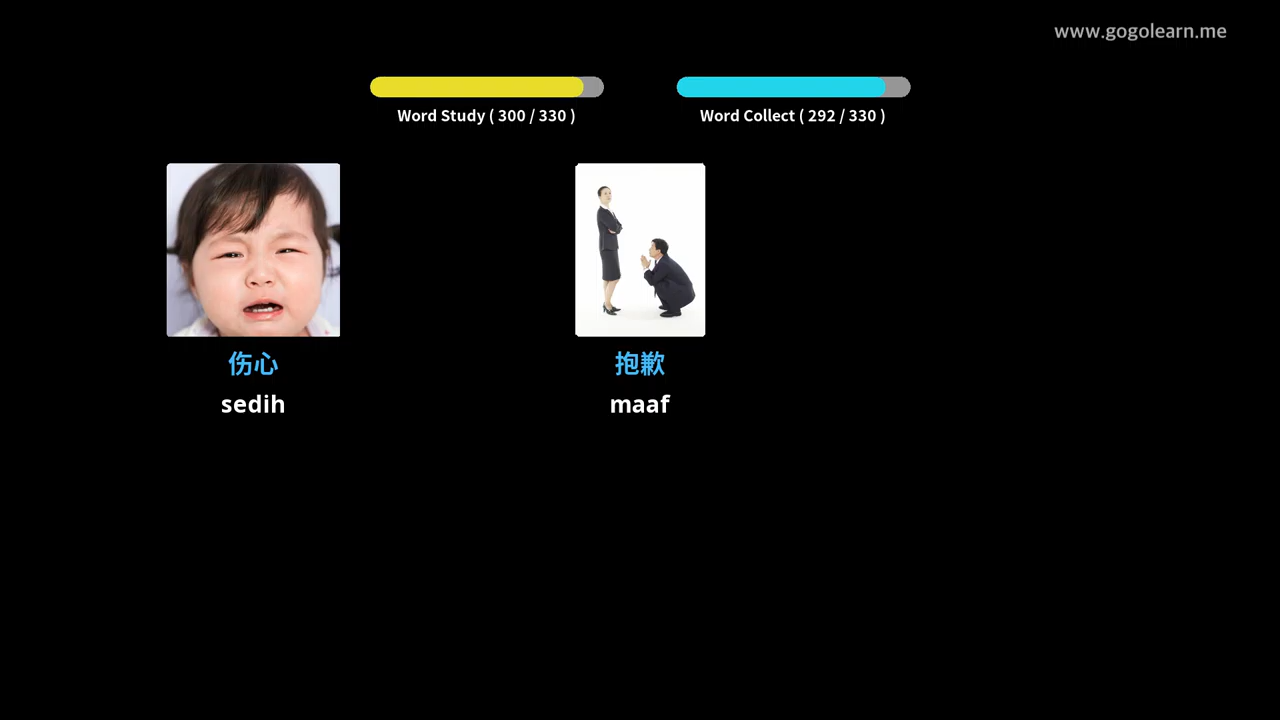 www.gogolearn.me
Word Study ( 300 / 330 )
Word Collect ( 292 / 330 )
伤心
抱歉
sedih
maaf